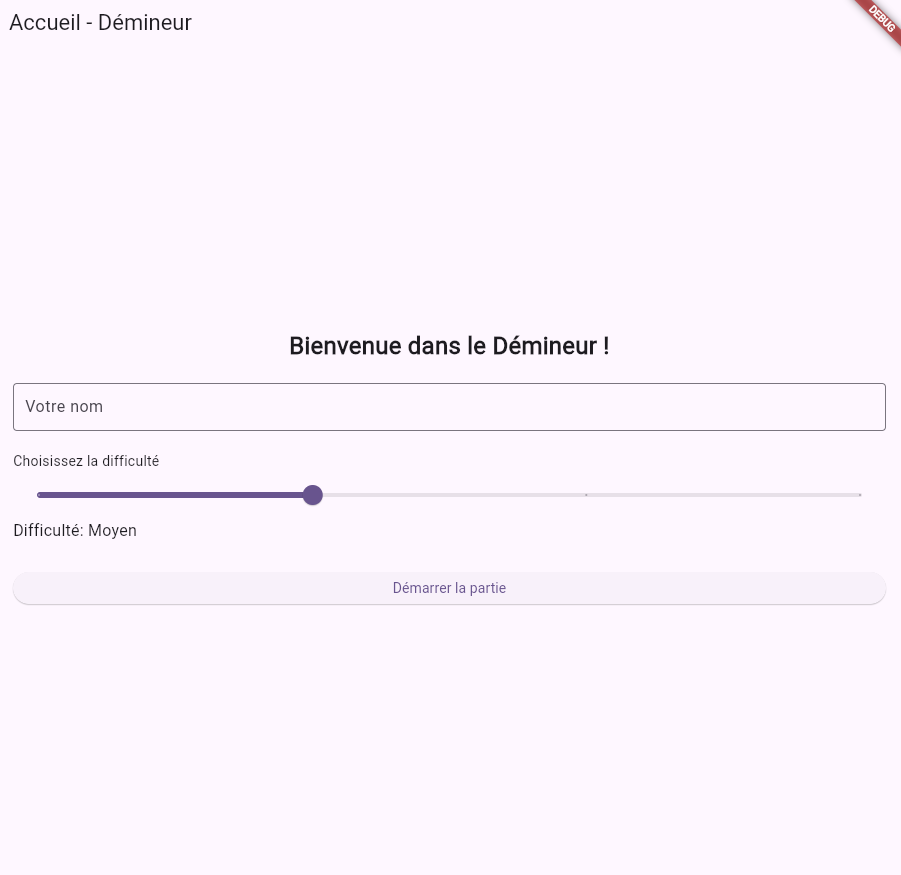 Accueil - Démineur
DEBUG
Bienvenue dans le Démineur !
Votre nom
Choisissez la difficulté
Difficulté: Moyen
Démarrer la partie